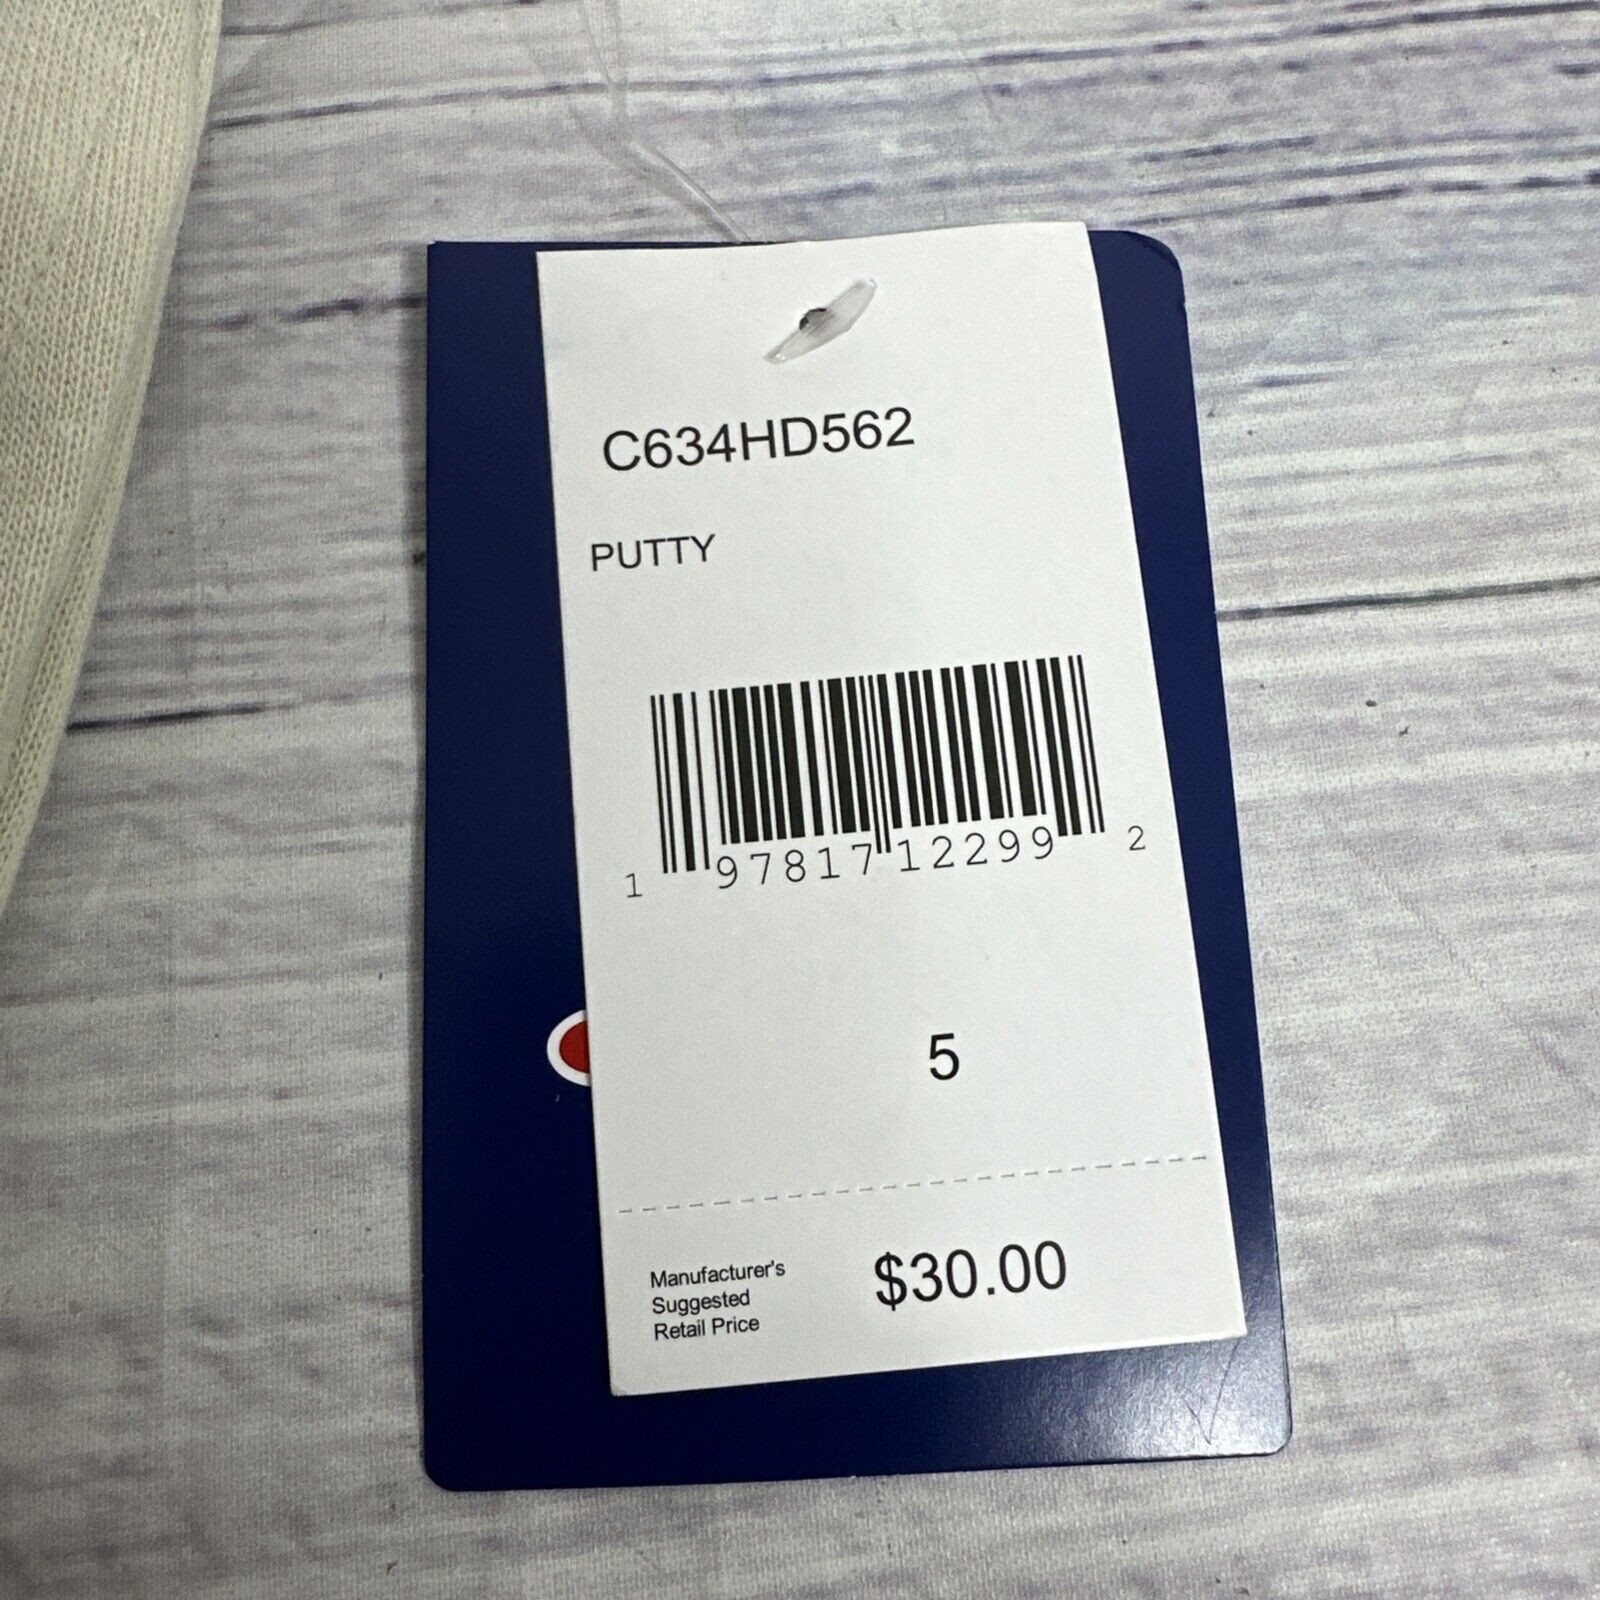 C634HD562
PUTTY
1 97817 12299 2
5
Manufacturer's
Suggested
Retail Price
$30.00